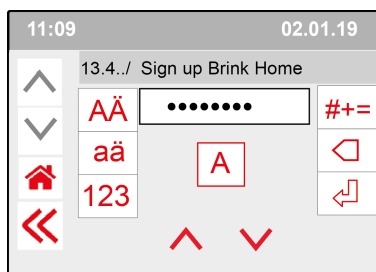 11:09 02.01.19
13.4../ Sign up Brink Home
AÄ ●●●●●●●● #+=
aä A
123